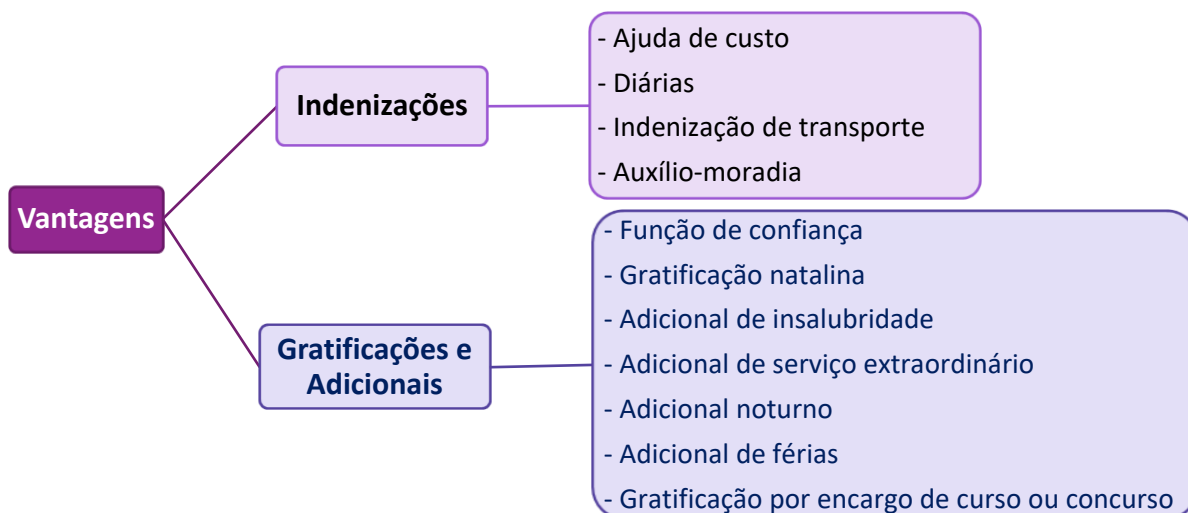 Vantagens
Indenizações
- Ajuda de custo
- Diárias
- Indenização de transporte
- Auxílio-moradia
Gratificações e
Adicionais
- Função de confiança
- Gratificação natalina
- Adicional de insalubridade
- Adicional de serviço extraordinário
- Adicional noturno
- Adicional de férias
- Gratificação por encargo de curso ou concurso